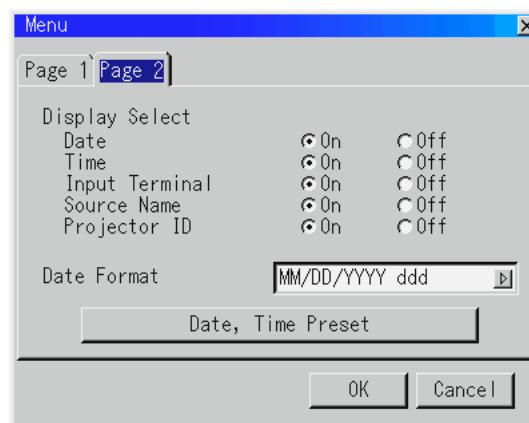 Menu
Page 1 Page 2
Display Select
Date On Off
Time On Off
Input Terminal On Off
Source Name On Off
Projector ID On Off
Date Format MM/DD/YYYY ddd
Date, Time Preset
OK Cancel